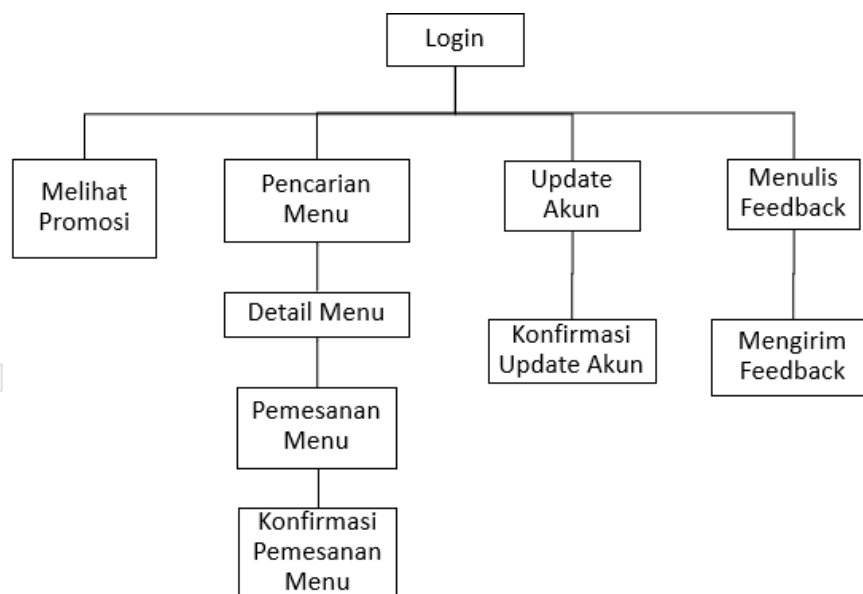 Login
Melihat
Promosi
Pencarian
Menu
Update
Akun
Menulis
Feedback
Detail Menu
Konfirmasi
Update Akun
Mengirim
Feedback
Pemesanan
Menu
Konfirmasi
Pemesanan
Menu